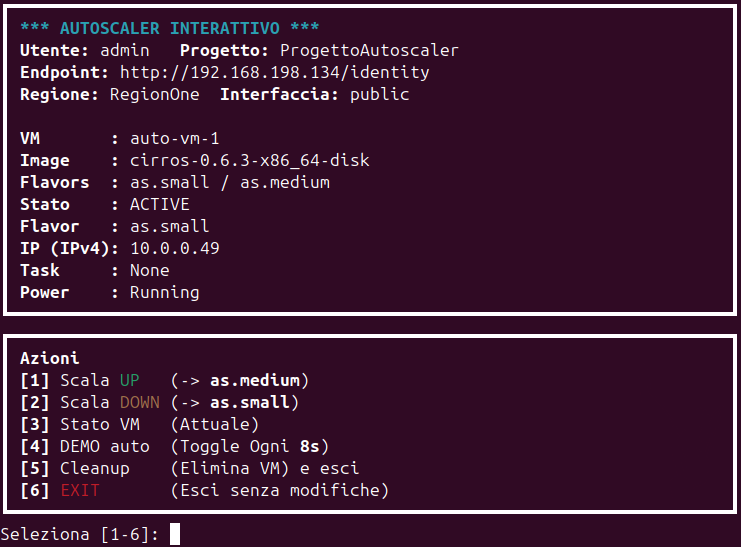 *** AUTOSCALER INTERATTIVO ***
Utente: admin   Progetto: ProgettoAutoscaler
Endpoint: http://192.168.198.134/identity
Regione: RegionOne  Interfaccia: public
VM       : auto-vm-1
Image    : cirros-0.6.3-x86_64-disk
Flavors  : as.small / as.medium
Stato    : ACTIVE
Flavor   : as.small
IP (IPv4): 10.0.0.49
Task     : None
Power    : Running
Azioni
[1] Scala UP   (-> as.medium)
[2] Scala DOWN (-> as.small)
[3] Stato VM   (Attuale)
[4] DEMO auto  (Toggle Ogni 8s)
[5] Cleanup    (Elimina VM) e esci
[6] EXIT       (Esci senza modifiche)
Seleziona [1-6]: